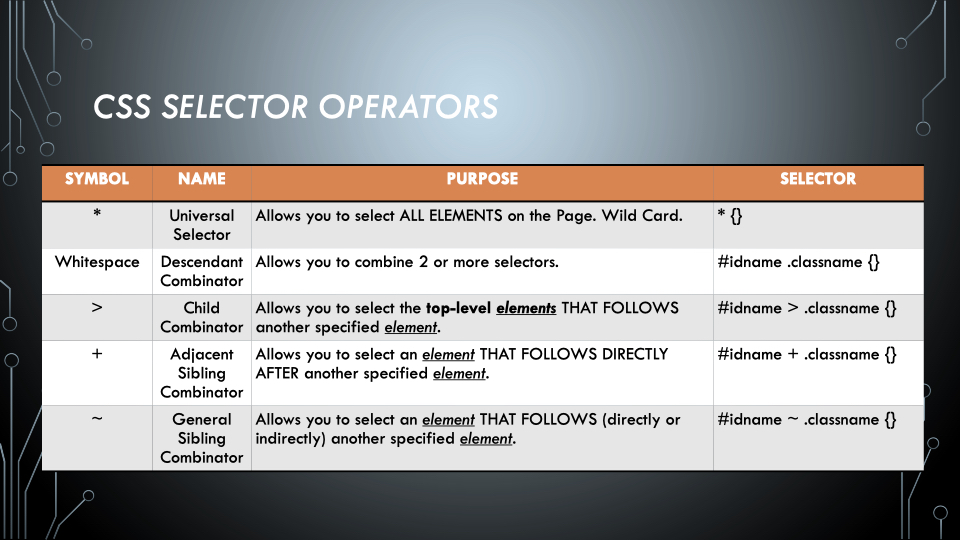 CSS SELECTOR OPERATORS
SYMBOL NAME PURPOSE SELECTOR
* Universal Selector Allows you to select ALL ELEMENTS on the Page. Wild Card. * {}
Whitespace Descendant Combinator Allows you to combine 2 or more selectors. #idname .classname {}
> Child Combinator Allows you to select the top-level elements THAT FOLLOWS another specified element. #idname > .classname {}
+ Adjacent Sibling Combinator Allows you to select an element THAT FOLLOWS DIRECTLY AFTER another specified element. #idname + .classname {}
~ General Sibling Combinator Allows you to select an element THAT FOLLOWS (directly or indirectly) another specified element. #idname ~ .classname {}